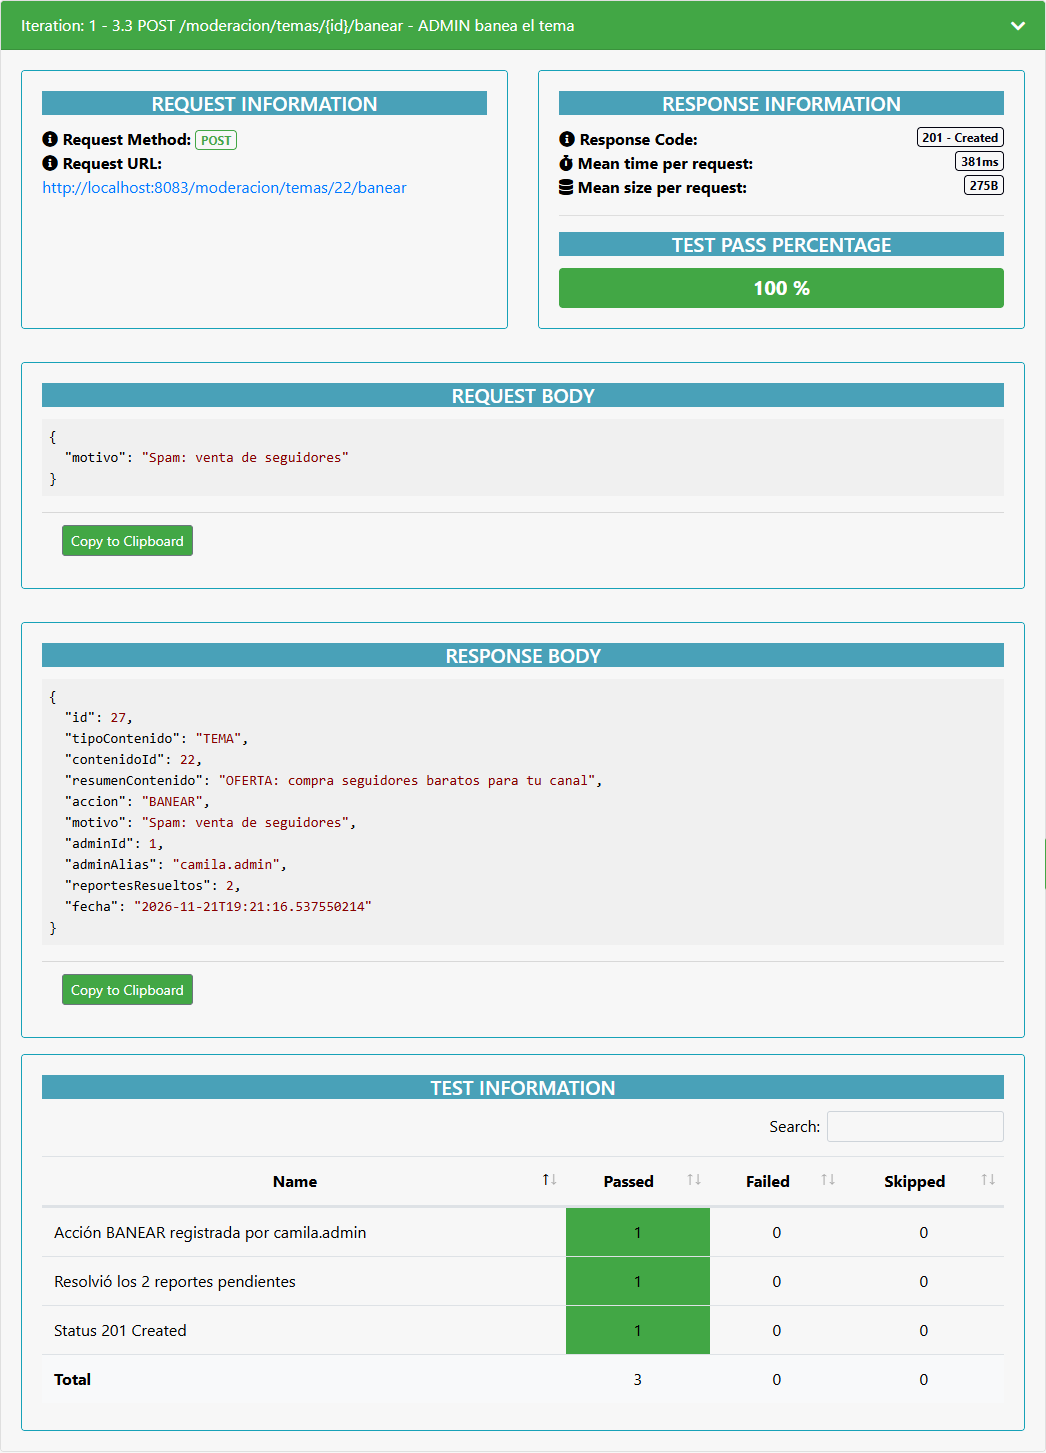 Iteration: 1 - 3.3 POST /moderacion/temas/{id}/banear - ADMIN banea el tema
REQUEST INFORMATION
Request Method: POST
Request URL:
http://localhost:8083/moderacion/temas/22/banear
RESPONSE INFORMATION
Response Code: 201 - Created
Mean time per request: 381ms
Mean size per request: 275B
TEST PASS PERCENTAGE
100 %
REQUEST BODY
{
"motivo": "Spam: venta de seguidores"
}
Copy to Clipboard
RESPONSE BODY
{
"id": 27,
"tipoContenido": "TEMA",
"contenidoId": 22,
"resumenContenido": "OFERTA: compra seguidores baratos para tu canal",
"accion": "BANEAR",
"motivo": "Spam: venta de seguidores",
"adminId": 1,
"adminAlias": "camila.admin",
"reportesResueltos": 2,
"fecha": "2026-11-21T19:21:16.537550214"
}
Copy to Clipboard
TEST INFORMATION
Search:
Name Passed Failed Skipped
Acción BANEAR registrada por camila.admin 1 0 0
Resolvió los 2 reportes pendientes 1 0 0
Status 201 Created 1 0 0
Total 3 0 0